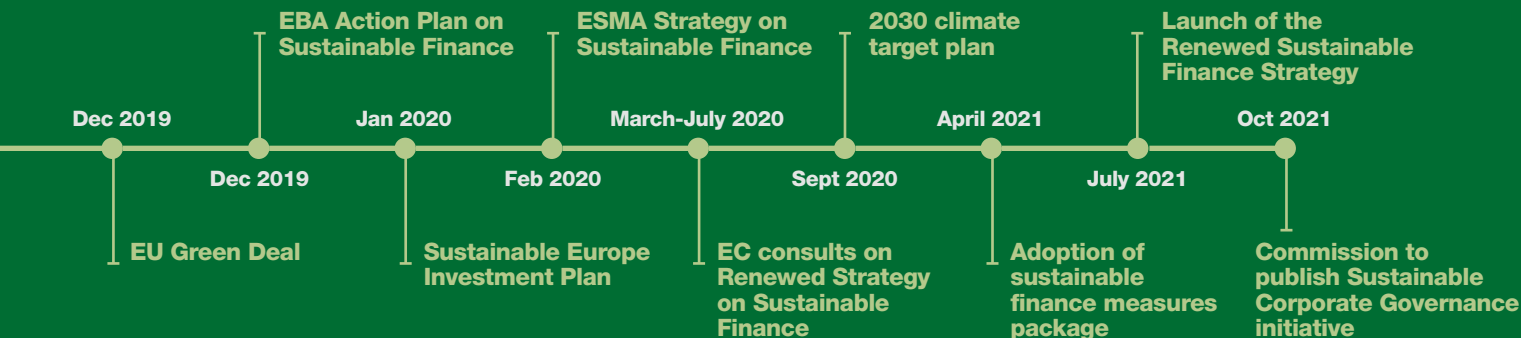 EBA Action Plan on
Sustainable Finance
ESMA Strategy on
Sustainable Finance
2030 climate
target plan
Launch of the
Renewed Sustainable
Finance Strategy
Dec 2019
Jan 2020
March-July 2020
April 2021
Oct 2021
Dec 2019
Feb 2020
Sept 2020
July 2021
EU Green Deal
Sustainable Europe
Investment Plan
EC consults on
Renewed Strategy
on Sustainable
Finance
Adoption of
sustainable
finance measures
package
Commission to
publish Sustainable
Corporate Governance
initiative